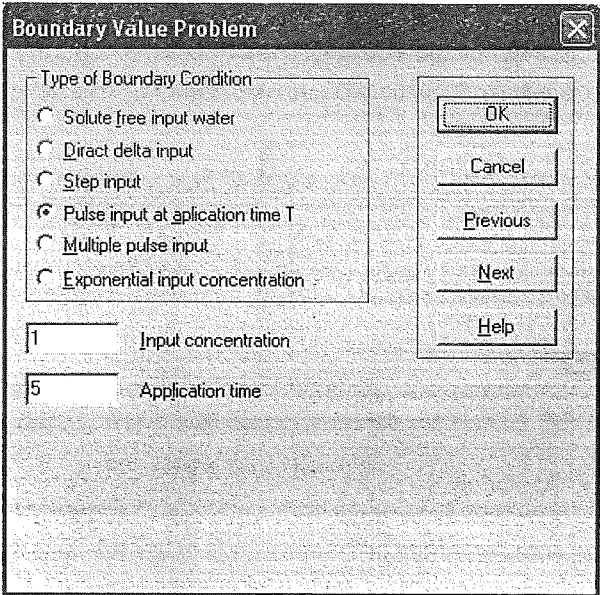 Boundary Value Problem
Type of Boundary Condition
Solute free input water
Diract delta input
Step input
Pulse input at aplication time T
Multiple pulse input
Exponential input concentration
1 Input concentration
5 Application time
OK
Cancel
Previous
Next
Help